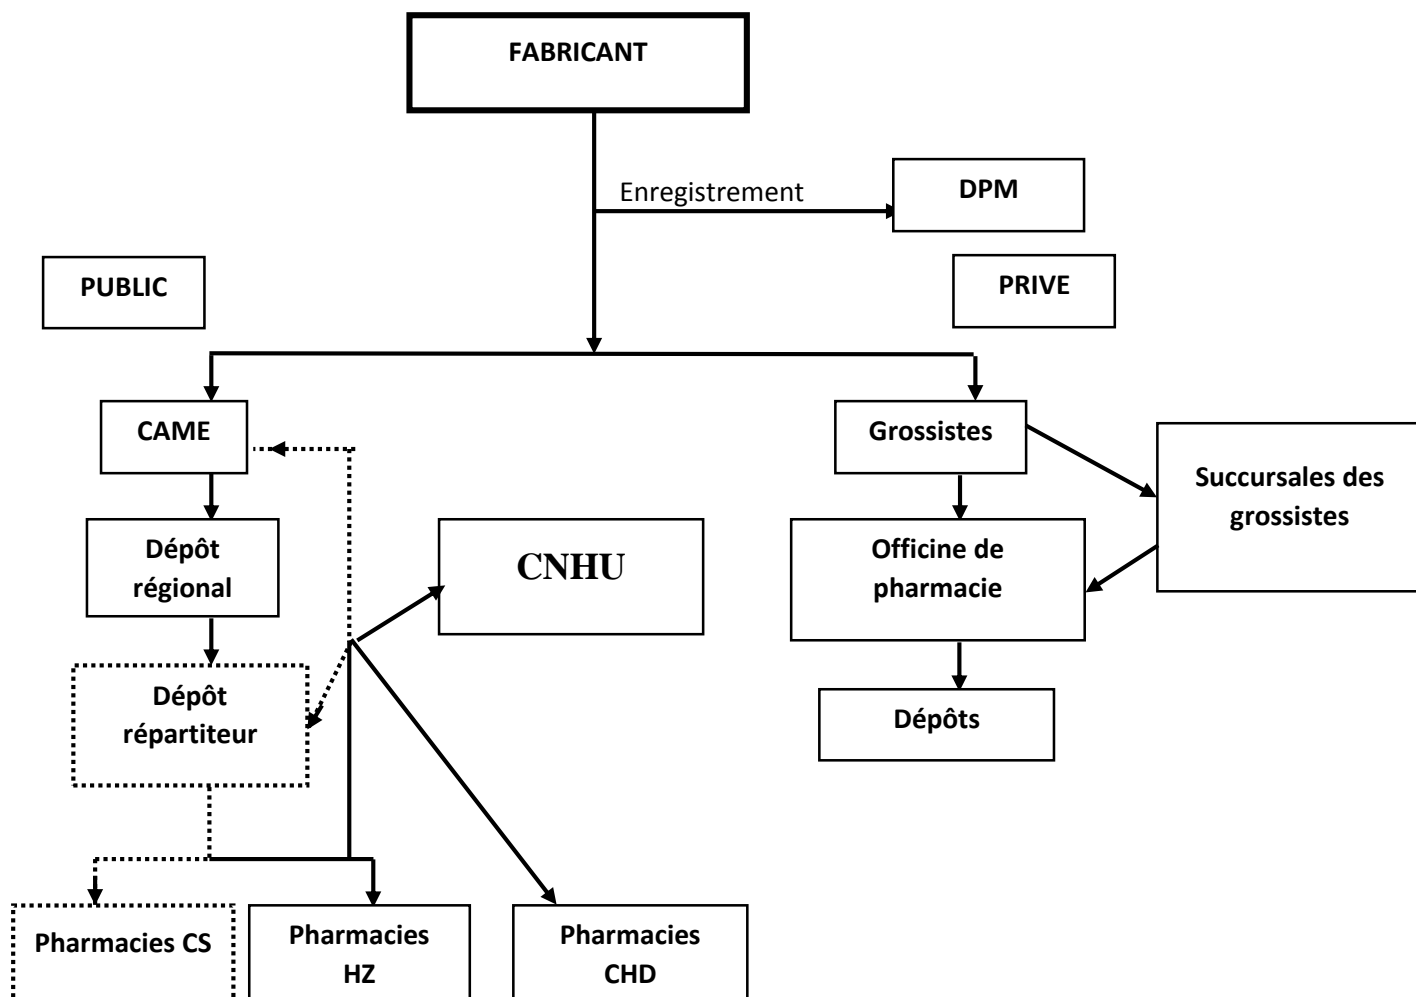 FABRICANT
Enregistrement
DPM
PUBLIC
PRIVE
CAME
Grossistes
Succursales des
grossistes
Dépôt
régional
CNHU
Officine de
pharmacie
Dépôt
répartiteur
Dépôts
Pharmacies CS
Pharmacies
HZ
Pharmacies
CHD